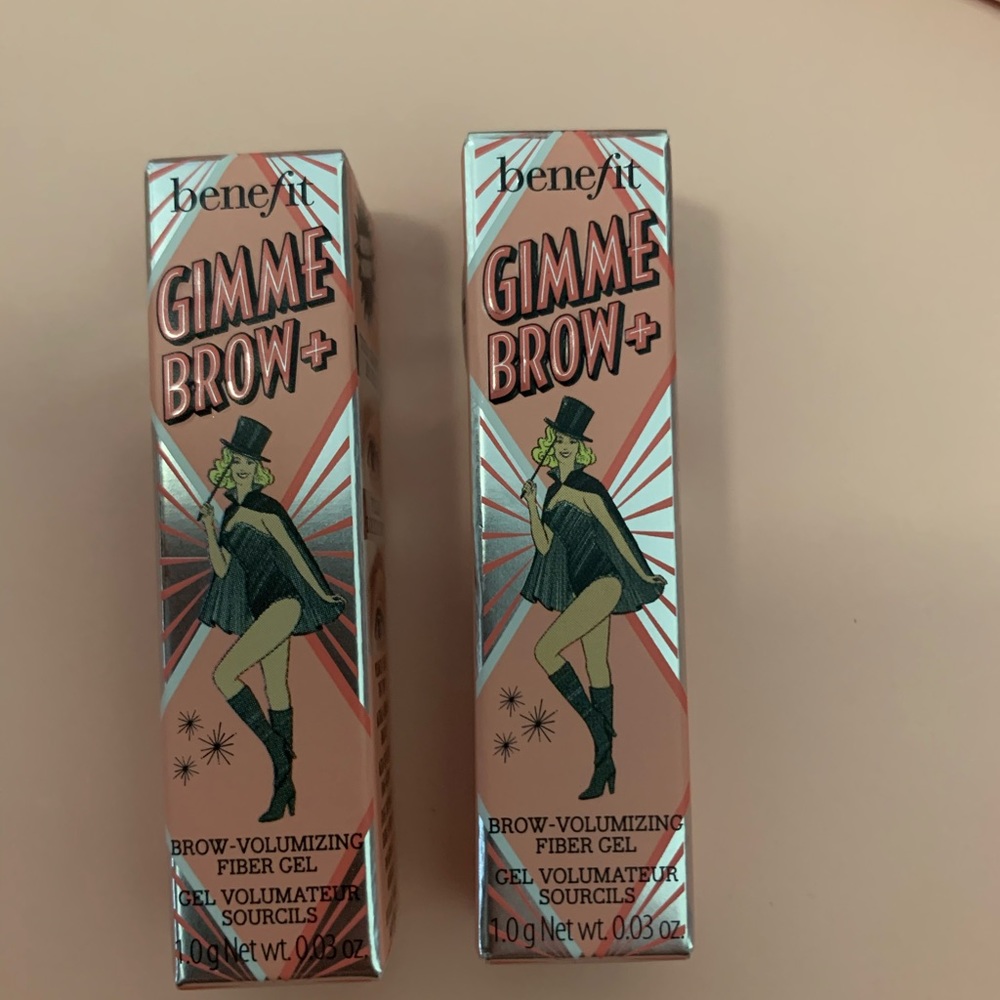 benefit
GIMME
BROW+
BROW-VOLUMIZING
FIBER GEL
GEL VOLUMATEUR
SOURCILS
1.0 g Net wt. 0.03 oz.
benefit
GIMME
BROW+
BROW-VOLUMIZING
FIBER GEL
GEL VOLUMATEUR
SOURCILS
1.0 g Net wt. 0.03 oz.